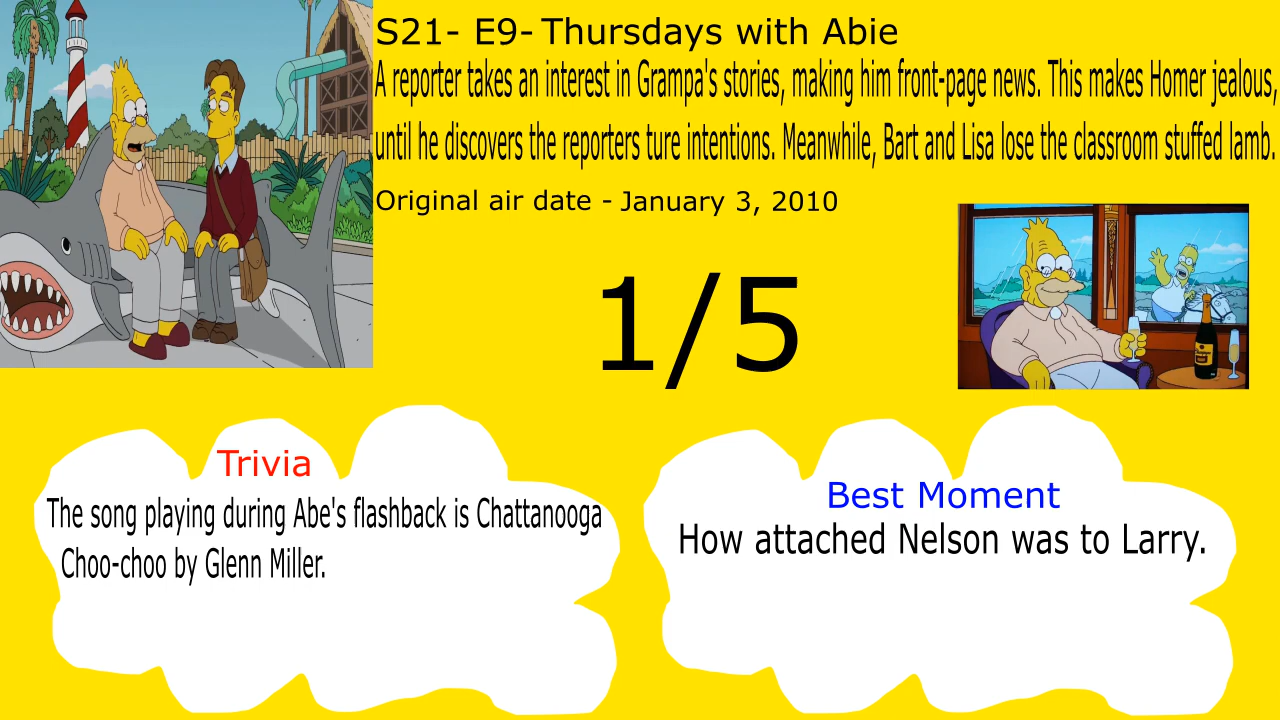 S21- E9- Thursdays with Abie
A reporter takes an interest in Grampa's stories, making him front-page news. This makes Homer jealous,
until he discovers the reporters ture intentions. Meanwhile, Bart and Lisa lose the classroom stuffed lamb.
Original air date - January 3, 2010
1/5
Trivia
The song playing during Abe's flashback is Chattanooga
Choo-choo by Glenn Miller.
Best Moment
How attached Nelson was to Larry.